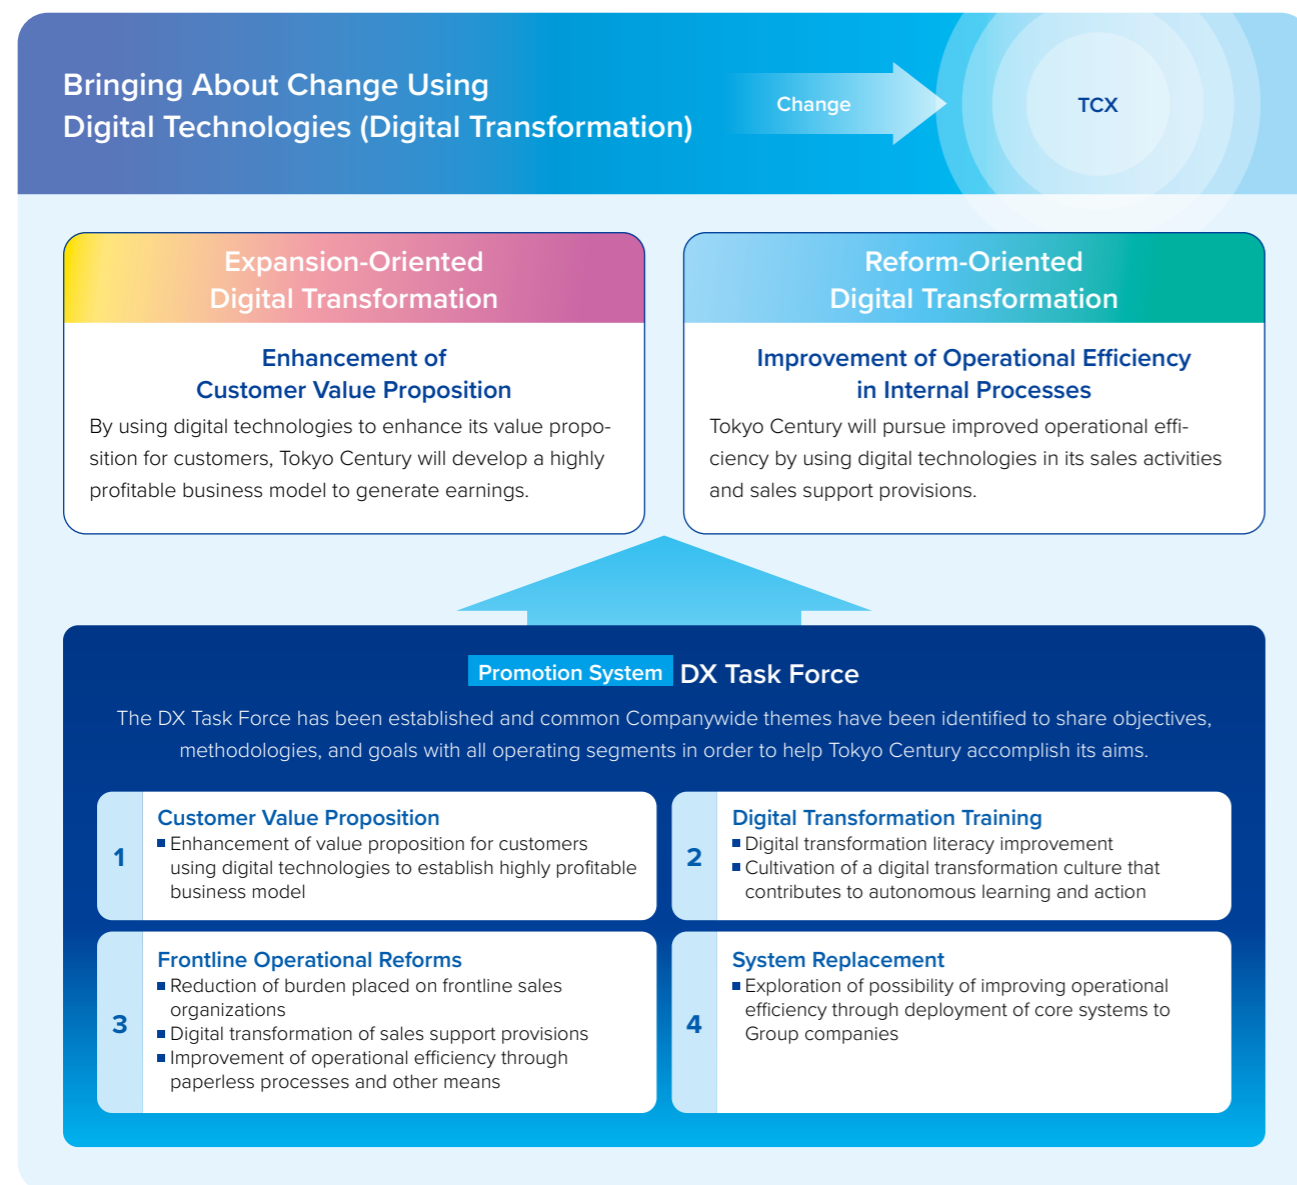 Bringing About Change Using
Digital Technologies (Digital Transformation)
Change
TCX
Expansion-Oriented
Digital Transformation
Enhancement of
Customer Value Proposition
By using digital technologies to enhance its value propo-
sition for customers, Tokyo Century will develop a highly
profitable business model to generate earnings.
Reform-Oriented
Digital Transformation
Improvement of Operational Efficiency
in Internal Processes
Tokyo Century will pursue improved operational effi-
ciency by using digital technologies in its sales activities
and sales support provisions.
Promotion System DX Task Force
The DX Task Force has been established and common Companywide themes have been identified to share objectives,
methodologies, and goals with all operating segments in order to help Tokyo Century accomplish its aims.
1
Customer Value Proposition
■ Enhancement of value proposition for customers
using digital technologies to establish highly profitable
business model
2
Digital Transformation Training
■ Digital transformation literacy improvement
■ Cultivation of a digital transformation culture that
contributes to autonomous learning and action
3
Frontline Operational Reforms
■ Reduction of burden placed on frontline sales
organizations
■ Digital transformation of sales support provisions
■ Improvement of operational efficiency through
paperless processes and other means
4
System Replacement
■ Exploration of possibility of improving operational
efficiency through deployment of core systems to
Group companies